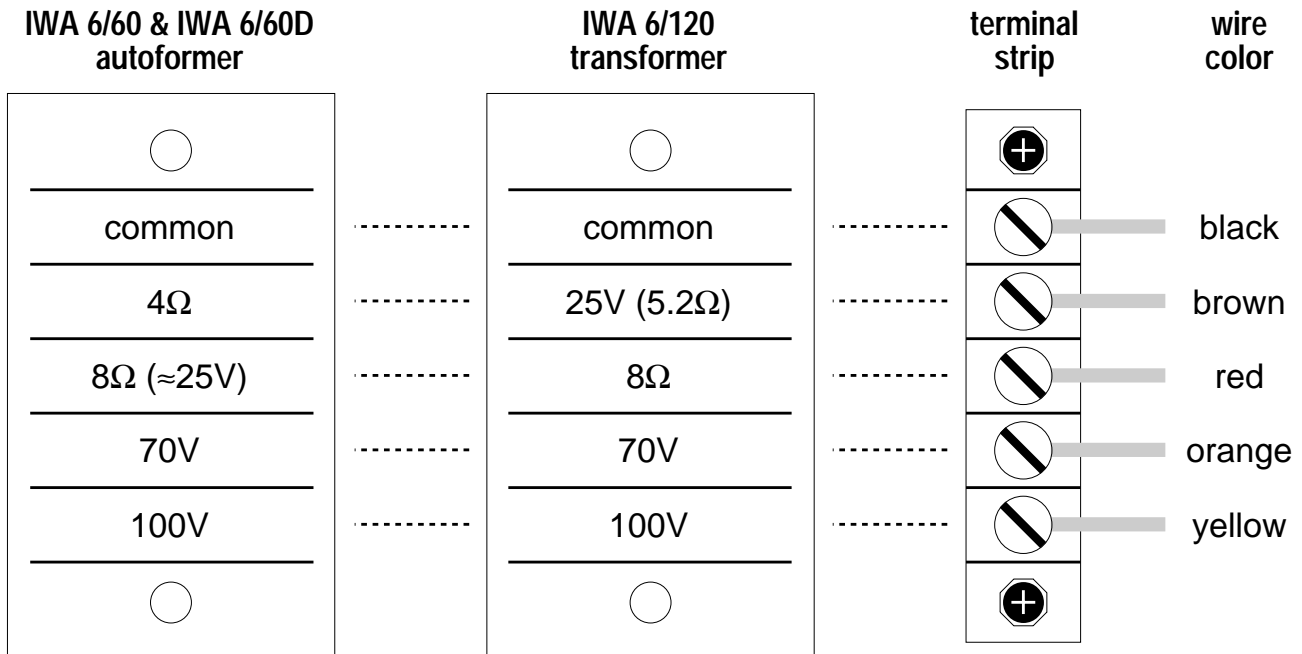 IWA 6/60 & IWA 6/60D autoformer
IWA 6/120 transformer
terminal strip
wire color
common common black
4Ω 25V (5.2Ω) brown
8Ω (≈25V) 8Ω red
70V 70V orange
100V 100V yellow